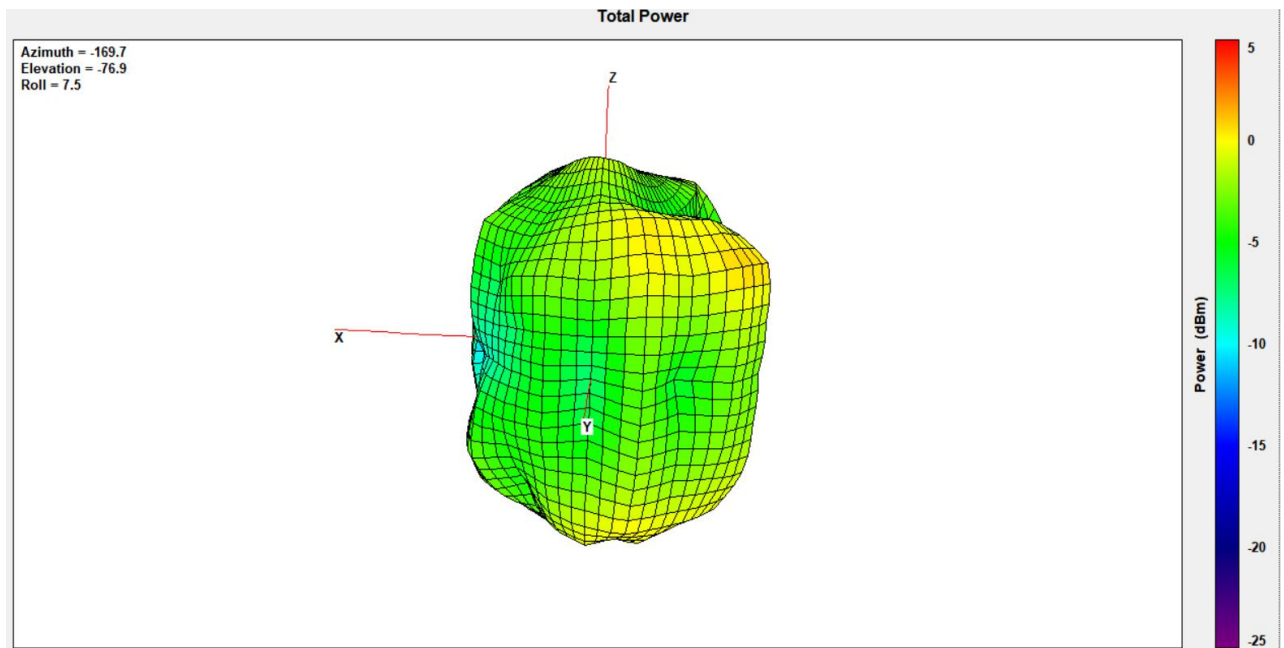 Total Power
Azimuth = -169.7
Elevation = -76.9
Roll = 7.5
Z
X
Y
5
0
-5
-10
-15
-20
-25
Power (dBm)